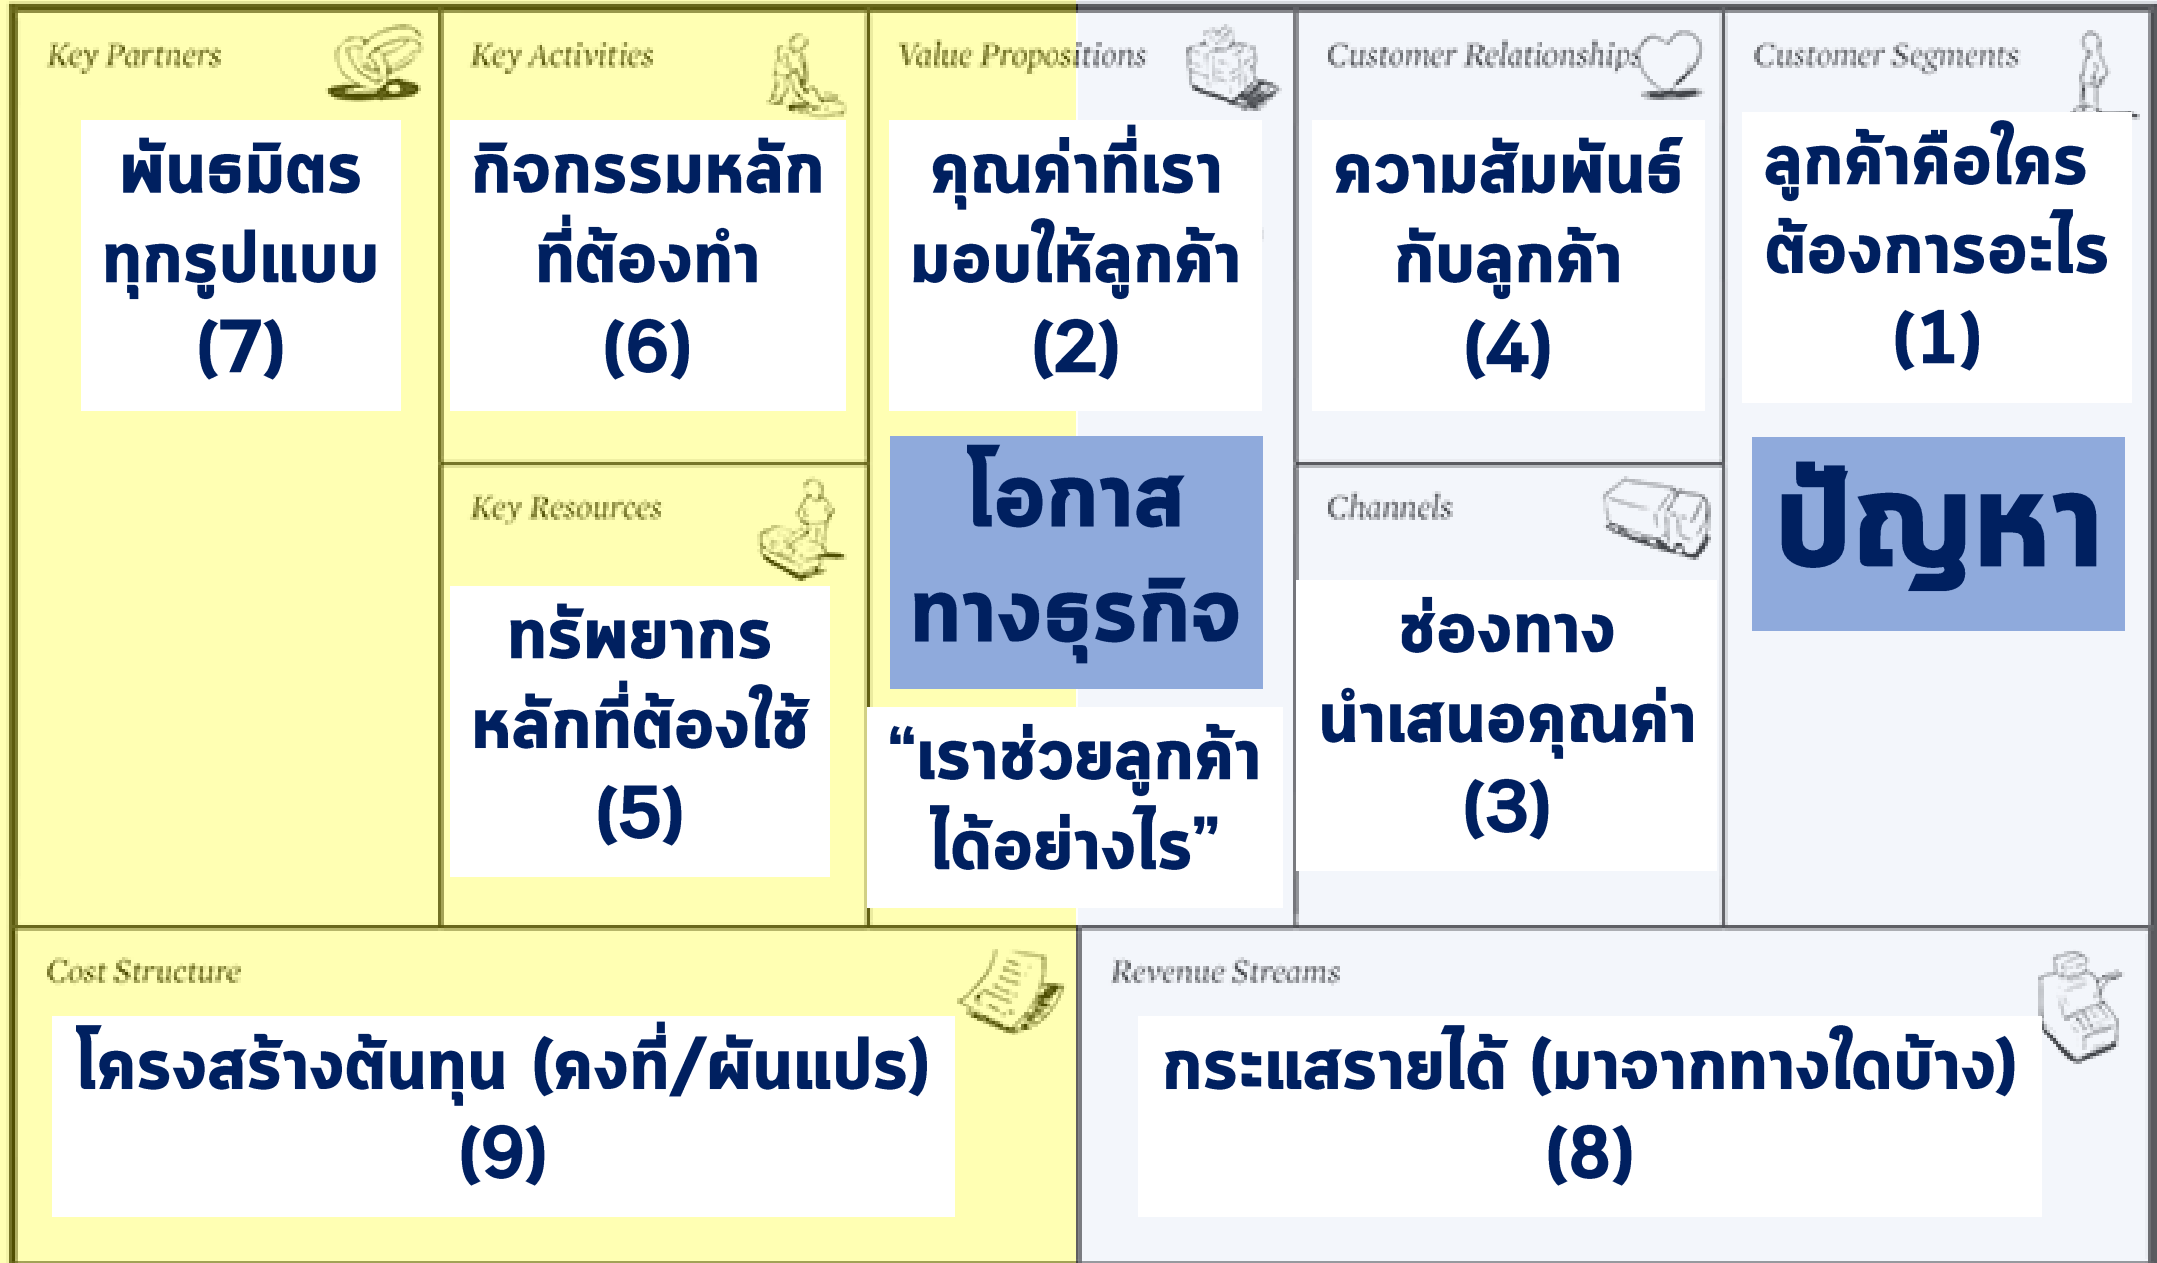 Key Partners
พันธมิตร
ทุกรูปแบบ
(7)
Key Activities
กิจกรรมหลัก
ที่ต้องทำ
(6)
Key Resources
ทรัพยากร
หลักที่ต้องใช้
(5)
Value Propositions
คุณค่าที่เรา
มอบให้ลูกค้า
(2)
โอกาส
ทางธุรกิจ
“เราช่วยลูกค้า
ได้อย่างไร”
Customer Relationships
ความสัมพันธ์
กับลูกค้า
(4)
Channels
ช่องทาง
นำเสนอคุณค่า
(3)
Customer Segments
ลูกค้าคือใคร
ต้องการอะไร
(1)
ปัญหา
Cost Structure
โครงสร้างต้นทุน (คงที่/ผันแปร)
(9)
Revenue Streams
กระแสรายได้ (มาจากทางใดบ้าง)
(8)